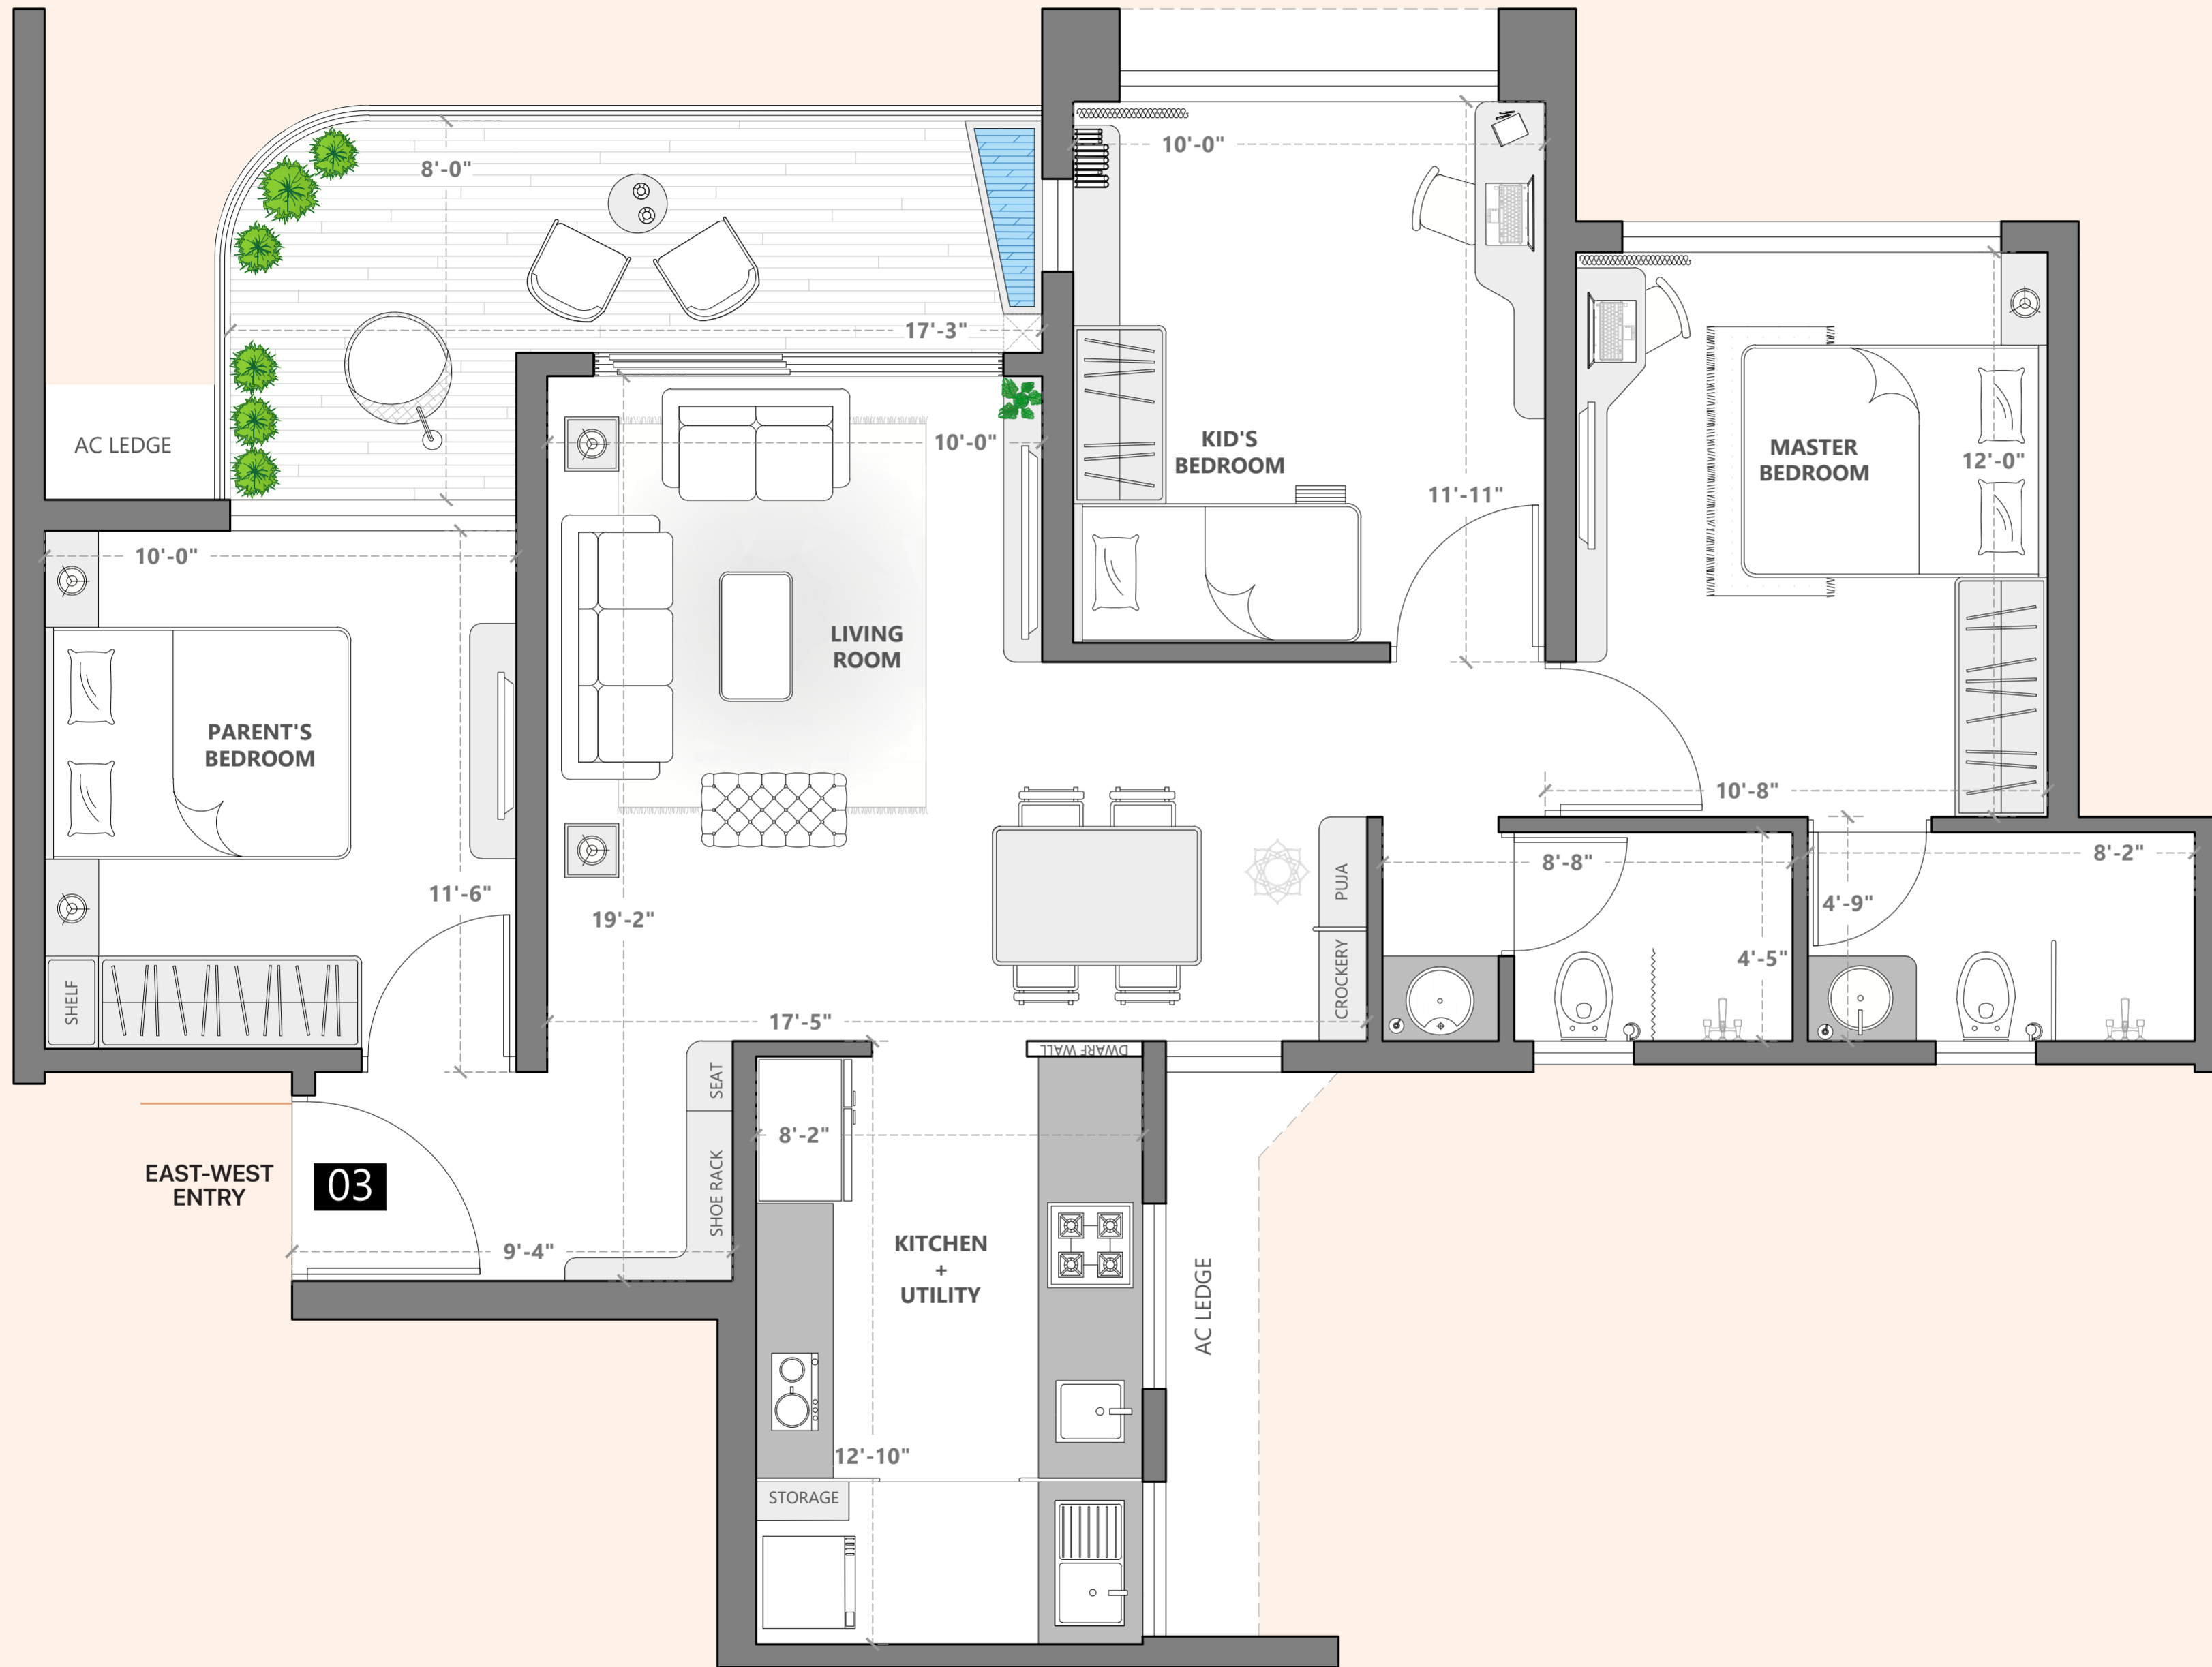 8'-0"
10'-0"
17'-3"
AC LEDGE
10'-0"
KID'S
BEDROOM
11'-11"
MASTER
BEDROOM
12'-0"
10'-0"
LIVING
ROOM
PARENT'S
BEDROOM
10'-8"
11'-6"
19'-2"
PUJA
8'-8"
8'-2"
4'-9"
4'-5"
SHELF
CROCKERY
17'-5"
DWARF WALL
SEAT
8'-2"
EAST-WEST
ENTRY
03
SHOE RACK
9'-4"
KITCHEN
+
UTILITY
AC LEDGE
12'-10"
STORAGE